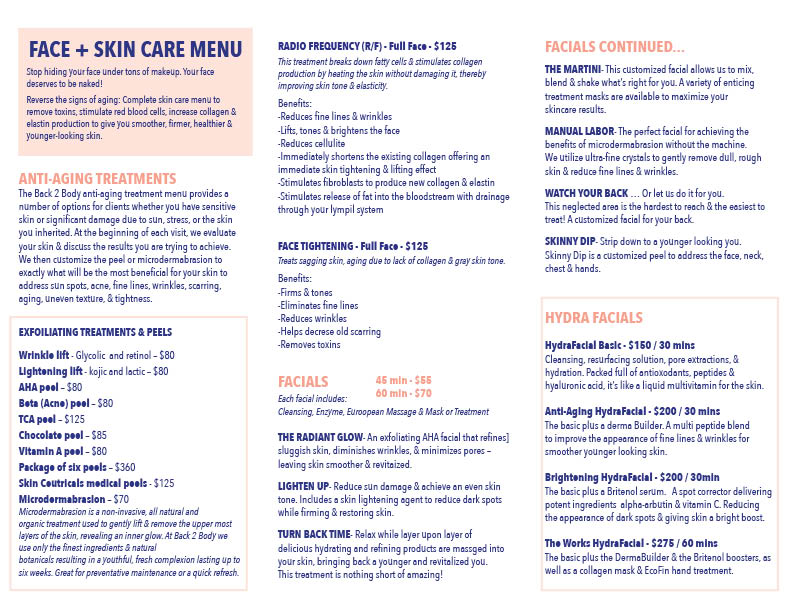 FACE + SKIN CARE MENU
Stop hiding your face under tons of makeup. Your face
deserves to be naked!
Reverse the signs of aging: Complete skin care menu to
remove toxins, stimulate red blood cells, increase collagen &
elastin production to give you smoother, firmer, healthier &
younger-looking skin.
ANTI-AGING TREATMENTS
The Back 2 Body anti-aging treatment menu provides a
number of options for clients whether you have sensitive
skin or significant damage due to sun, stress, or the skin
you inherited. At the beginning of each visit, we evaluate
your skin & discuss the results you are trying to achieve.
We then customize the peel or microdermabrasion to
exactly what will be the most beneficial for your skin to
address sun spots, acne, fine lines, wrinkles, scarring,
aging, uneven texture, & tightness.
EXFOILIATING TREATMENTS & PEELS
Wrinkle lift - Glycolic and retinol – $80
Lightening lift - kojic and lactic – $80
AHA peel – $80
Beta (Acne) peel – $80
TCA peel – $125
Chocolate peel – $85
Vitamin A peel – $80
Package of six peels – $360
Skin Ceutricals medical peels - $125
Microdermabrasion – $70
Microdermabrasion is a non-invasive, all natural and
organic treatment used to gently lift & remove the upper most
layers of the skin, revealing an inner glow. At Back 2 Body we
use only the finest ingredients & natural
botanicals resulting in a youthful, fresh complexion lasting up to
six weeks. Great for preventative maintenance or a quick refresh.
RADIO FREQUENCY (R/F) - Full Face - $125
This treatment breaks down fatty cells & stimulates collagen
production by heating the skin without damaging it, thereby
improving skin tone & elasticity.
Benefits:
-Reduces fine lines & wrinkles
-Lifts, tones & brightens the face
-Reduces cellulite
-Immediately shortens the existing collagen offering an
immediate skin tightening & lifting effect
-Stimulates fibroblasts to produce new collagen & elastin
-Stimulates release of fat into the bloodstream with drainage
through your lympil system
FACE TIGHTENING - Full Face - $125
Treats sagging skin, aging due to lack of collagen & gray skin tone.
Benefits:
-Firms & tones
-Eliminates fine lines
-Reduces wrinkles
-Helps decrese old scarring
-Removes toxins
FACIALS 45 min - $55
60 min - $70
Each facial includes:
Cleansing, Enzyme, Euroopean Massage & Mask or Treatment
THE RADIANT GLOW- An exfoliating AHA facial that refines]
sluggish skin, diminishes wrinkles, & minimizes pores –
leaving skin smoother & revitaized.
LIGHTEN UP- Reduce sun damage & achieve an even skin
tone. Includes a skin lightening agent to reduce dark spots
while firming & restoring skin.
TURN BACK TIME- Relax while layer upon layer of
delicious hydrating and refining products are massged into
your skin, bringing back a younger and revitalized you.
This treatment is nothing short of amazing!
FACIALS CONTINUED...
THE MARTINI- This customized facial allows us to mix,
blend & shake what's right for you. A variety of enticing
treatment masks are available to maximize your
skincare results.
MANUAL LABOR- The perfect facial for achieving the
benefits of microdermabrasion without the machine.
We utilize ultra-fine crystals to gently remove dull, rough
skin & reduce fine lines & wrinkles.
WATCH YOUR BACK ... Or let us do it for you.
This neglected area is the hardest to reach & the easiest to
treat! A customized facial for your back.
SKINNY DIP- Strip down to a younger looking you.
Skinny Dip is a customized peel to address the face, neck,
chest & hands.
HYDRA FACIALS
HydraFacial Basic - $150 / 30 mins
Cleansing, resurfacing solution, pore extractions, &
hydration. Packed full of antioxodants, peptides &
hyaluronic acid, it's like a liquid multivitamin for the skin.
Anti-Aging HydraFacial - $200 / 30 mins
The basic plus a derma Builder. A multi peptide blend
to improve the appearance of fine lines & wrinkles for
smoother younger looking skin.
Brightening HydraFacial - $200 / 30min
The basic plus a Britenol serum. A spot corrector delivering
potent ingredients alpha-arbutin & vitamin C. Reducing
the appearance of dark spots & giving skin a bright boost.
The Works HydraFacial - $275 / 60 mins
The basic plus the DermaBuilder & the Britenol boosters, as
well as a collagen mask & EcoFin hand treatment.